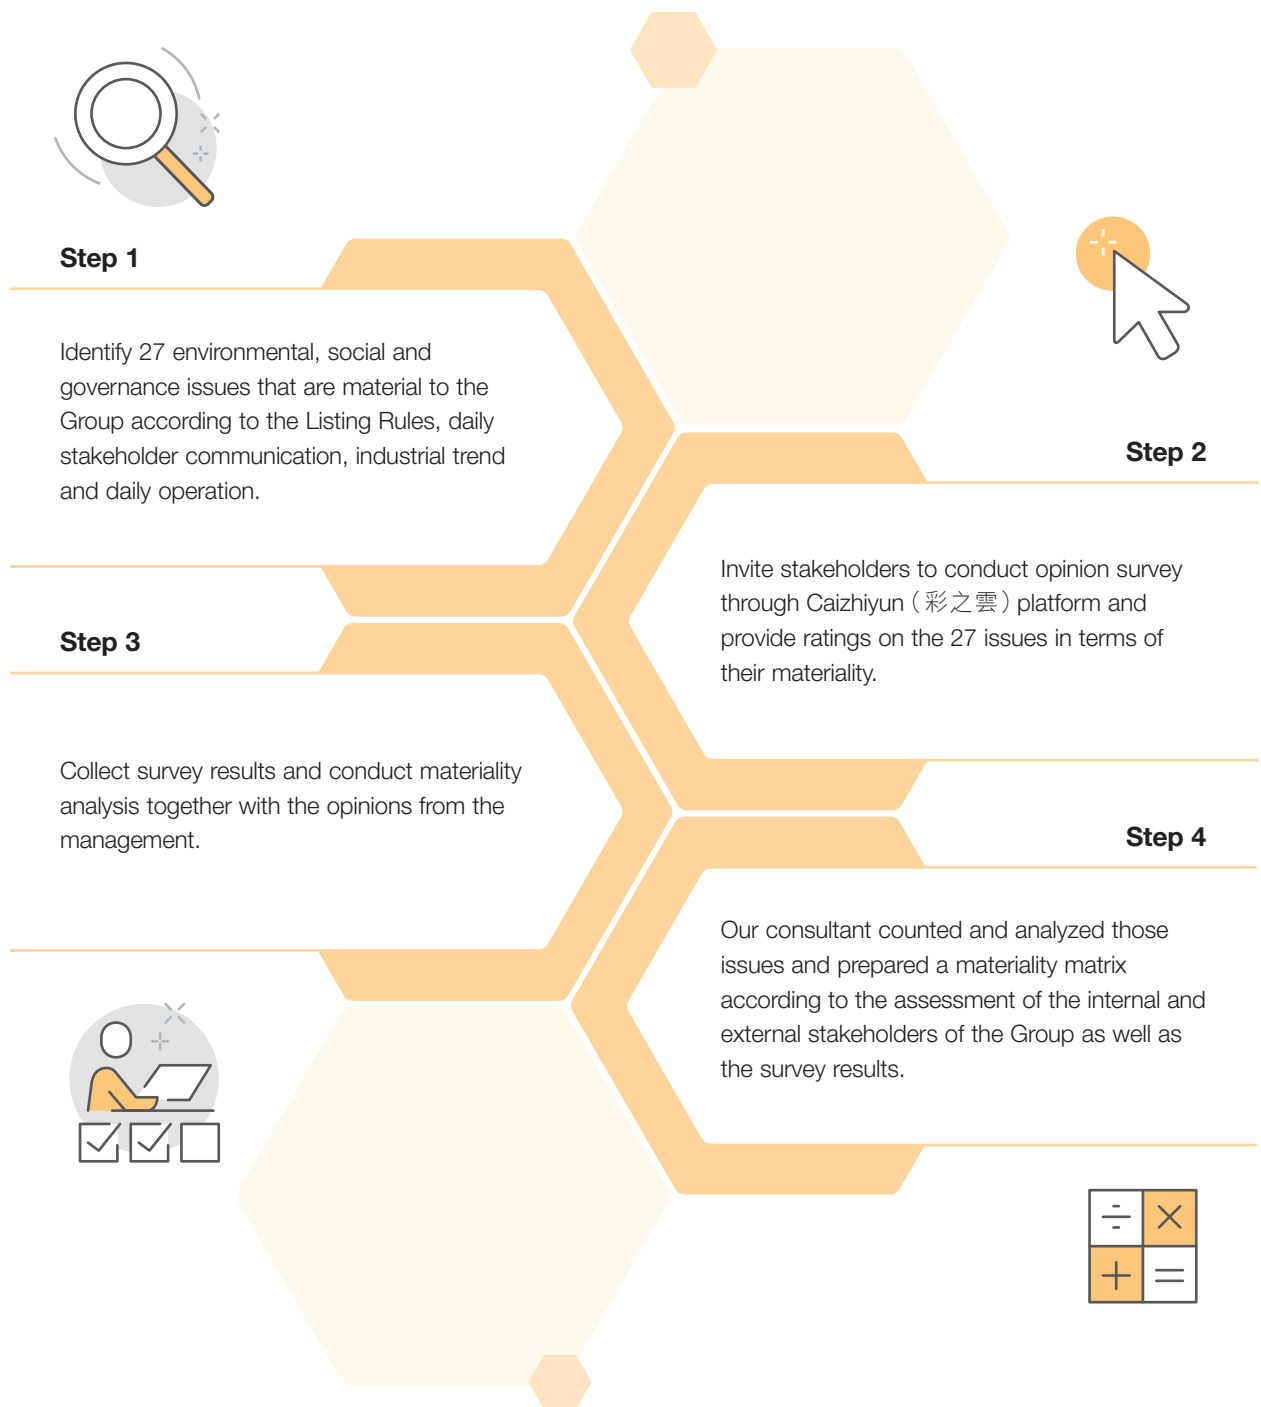 Step 1
Identify 27 environmental, social and
governance issues that are material to the
Group according to the Listing Rules, daily
stakeholder communication, industrial trend
and daily operation.
Step 2
Invite stakeholders to conduct opinion survey
through Caizhiyun（彩之雲）platform and
provide ratings on the 27 issues in terms of
their materiality.
Step 3
Collect survey results and conduct materiality
analysis together with the opinions from the
management.
Step 4
Our consultant counted and analyzed those
issues and prepared a materiality matrix
according to the assessment of the internal and
external stakeholders of the Group as well as
the survey results.